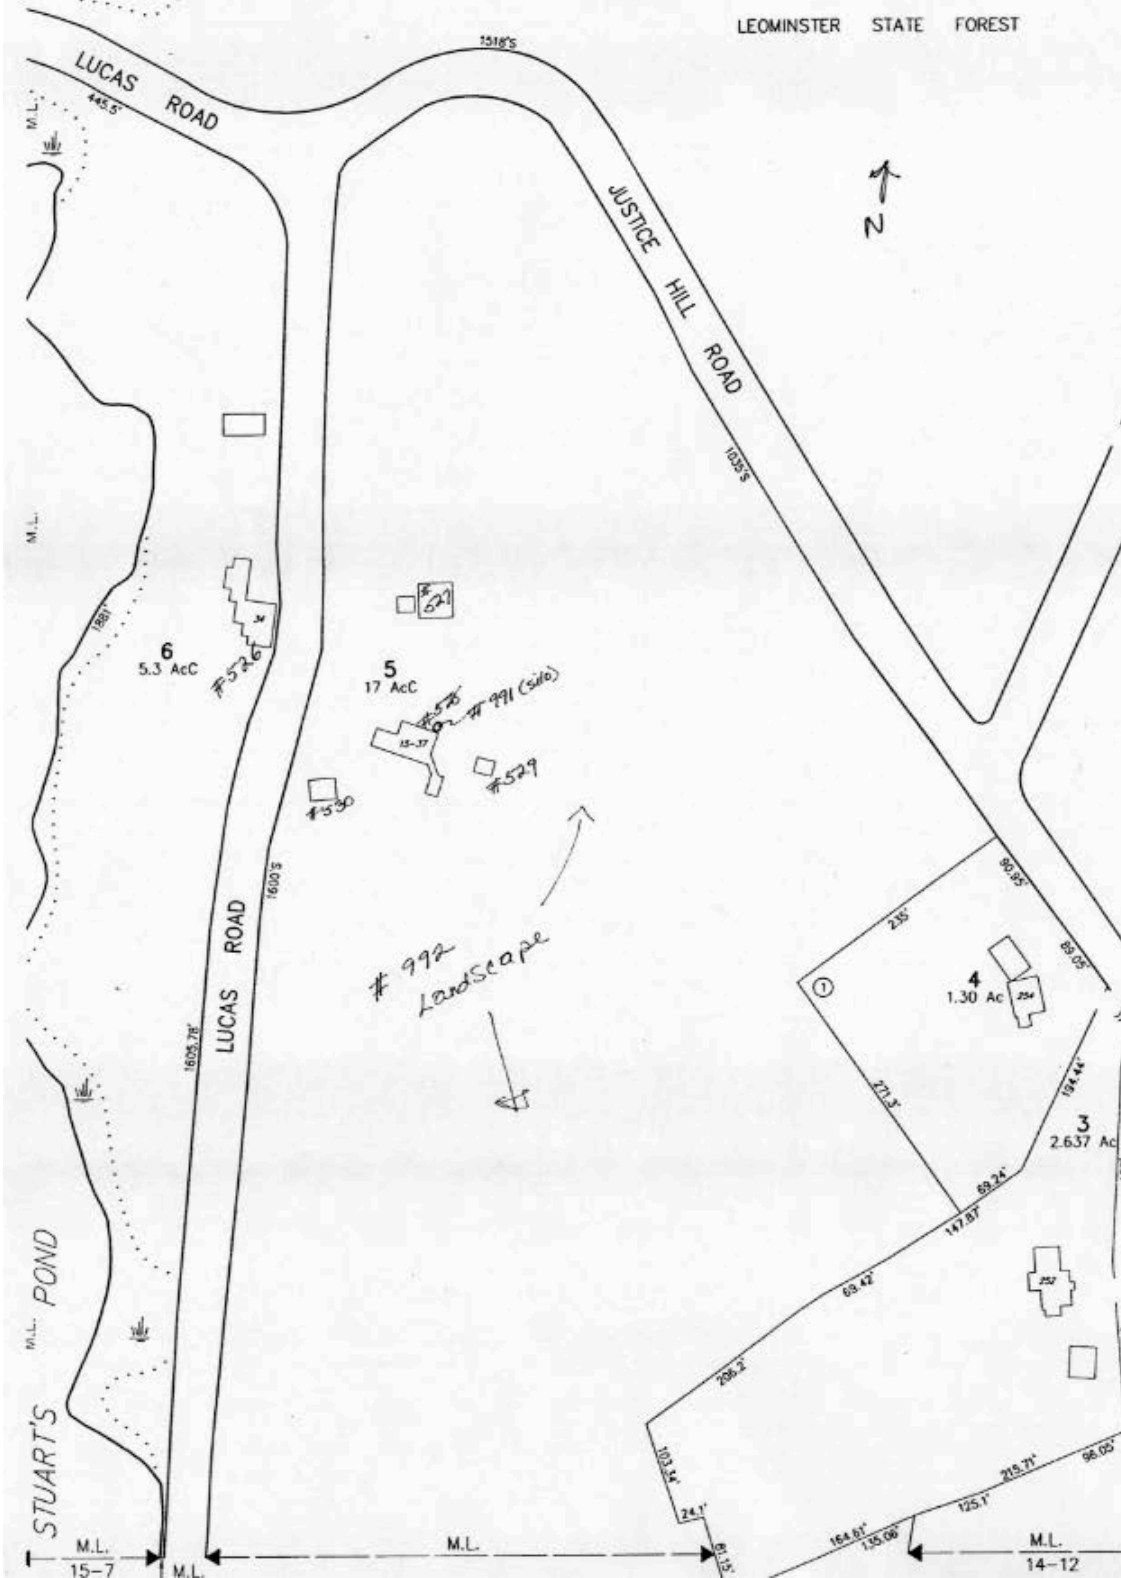 LEOMINSTER STATE FOREST
1518'S
LUCAS ROAD
445.5'
M.L.
N
JUSTICE HILL ROAD
1035'S
M.L.
1881'
34
6
5.3 AcC
#526
# 527
5
17 AcC
#528
#991 (silo)
15-37
#529
#530
1600'S
90.95'
235'
89.05'
LUCAS ROAD
# 992
Landscape
1
4
1.30 Ac
254
1605.78'
271.3'
194.44'
3
2.637 Ac
69.24'
147.87'
252
69.42'
STUART'S POND
M.L.
206.2'
103.34'
24.1'
215.71'
96.05'
125.1'
164.61'
135.06'
81.15'
M.L.
15-7
M.L.
M.L.
M.L.
14-12